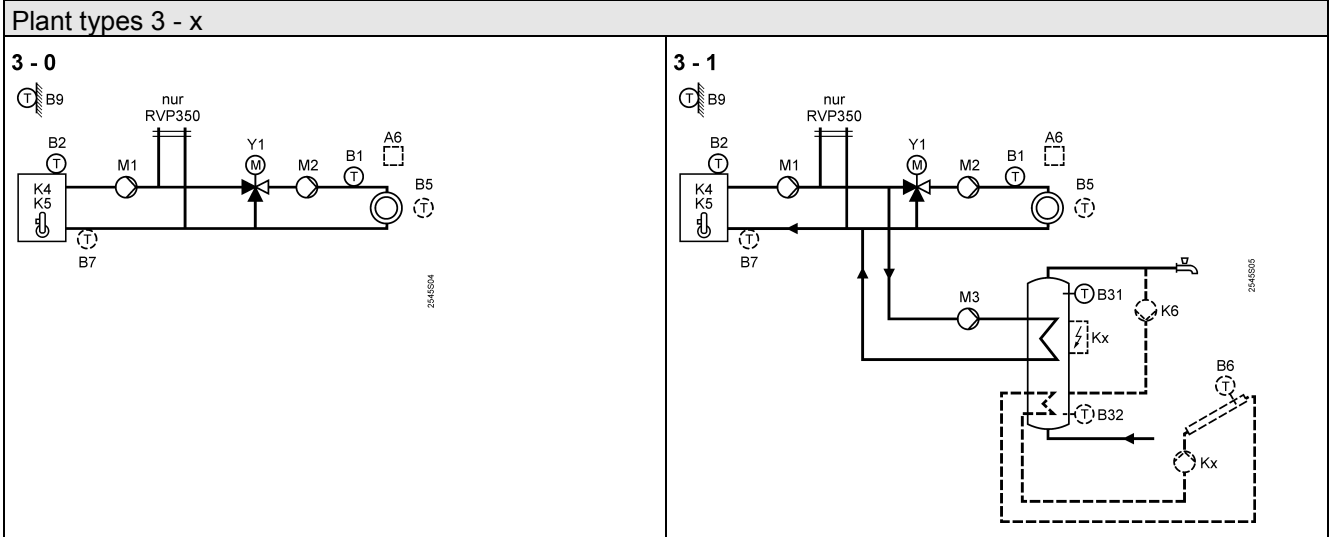 Plant types 3 - x
3 - 0
T B9
nur
RVP350
B2
T
M1
Y1
M
M2
B1
T
A6
K4
K5
B5
T
T
B7
2545S04
3 - 1
T B9
nur
RVP350
B2
T
M1
Y1
M
M2
B1
T
A6
K4
K5
B5
T
T
B7
2545S05
T B31
M3
K6
Kx
B6
T
T B32
Kx